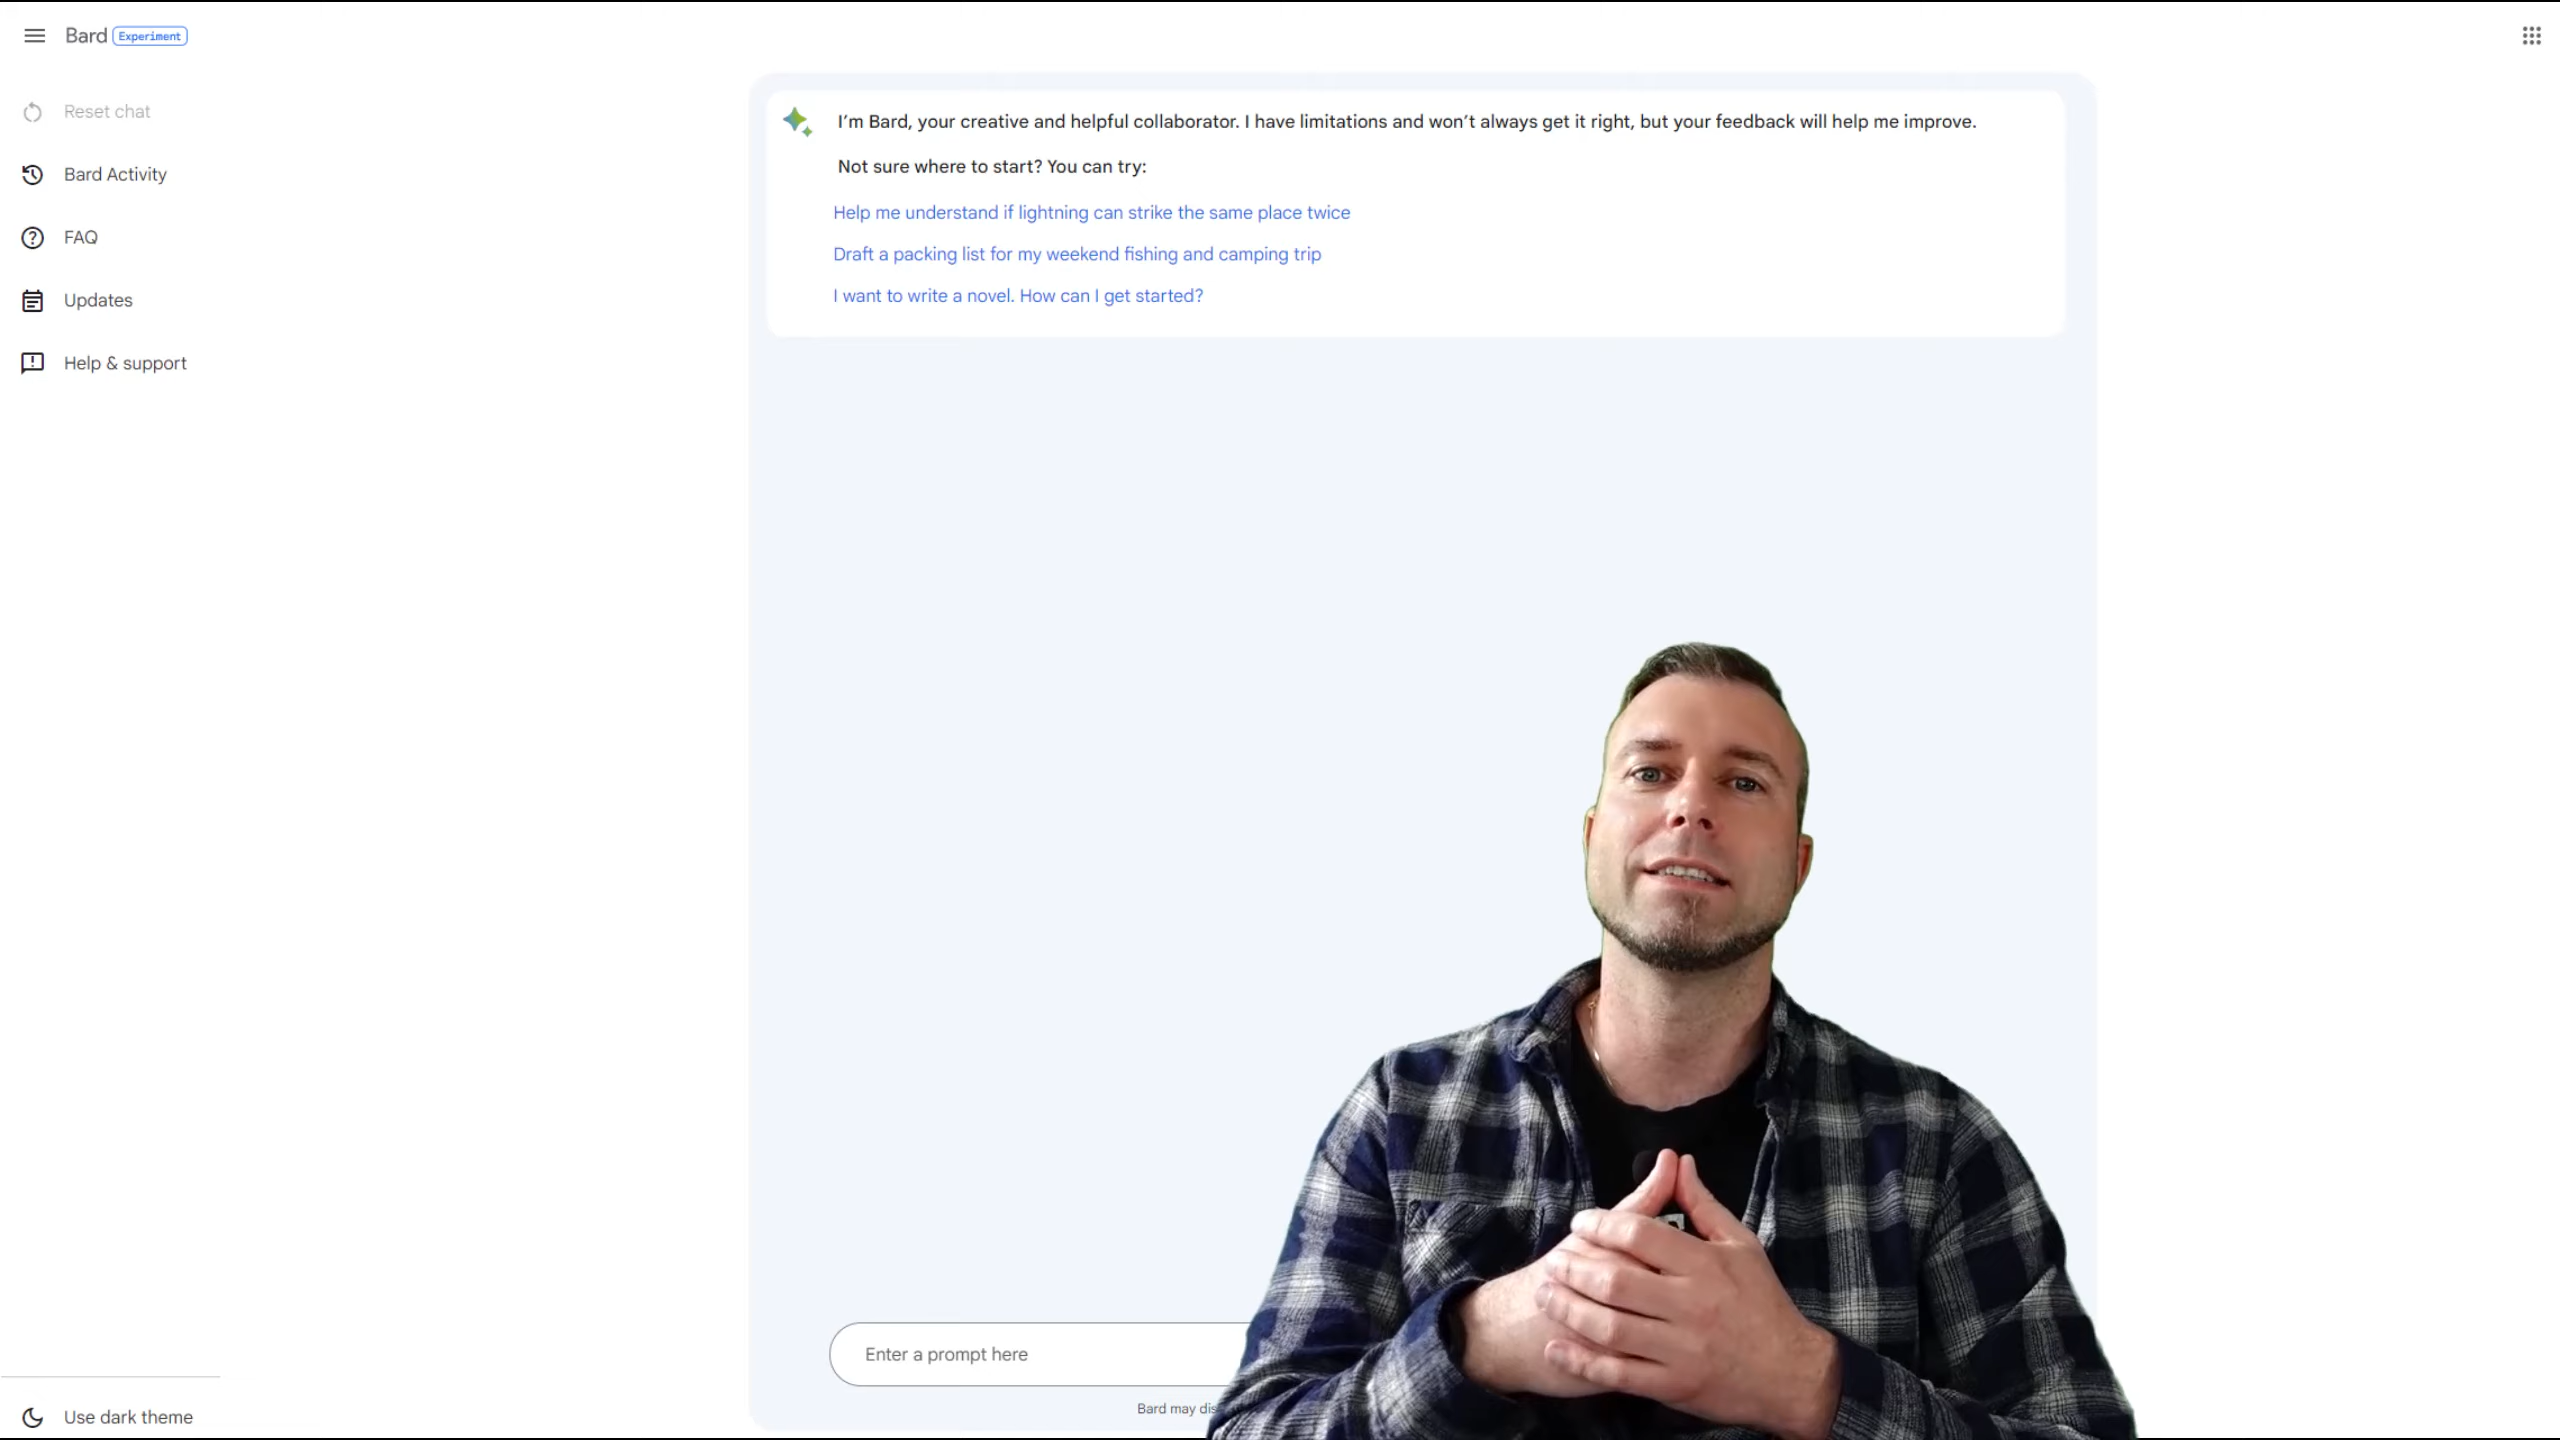 Bard Experiment
Reset chat
Bard Activity
FAQ
Updates
Help & support
I’m Bard, your creative and helpful collaborator. I have limitations and won’t always get it right, but your feedback will help me improve.
Not sure where to start? You can try:
Help me understand if lightning can strike the same place twice
Draft a packing list for my weekend fishing and camping trip
I want to write a novel. How can I get started?
Enter a prompt here
Bard may
Use dark theme